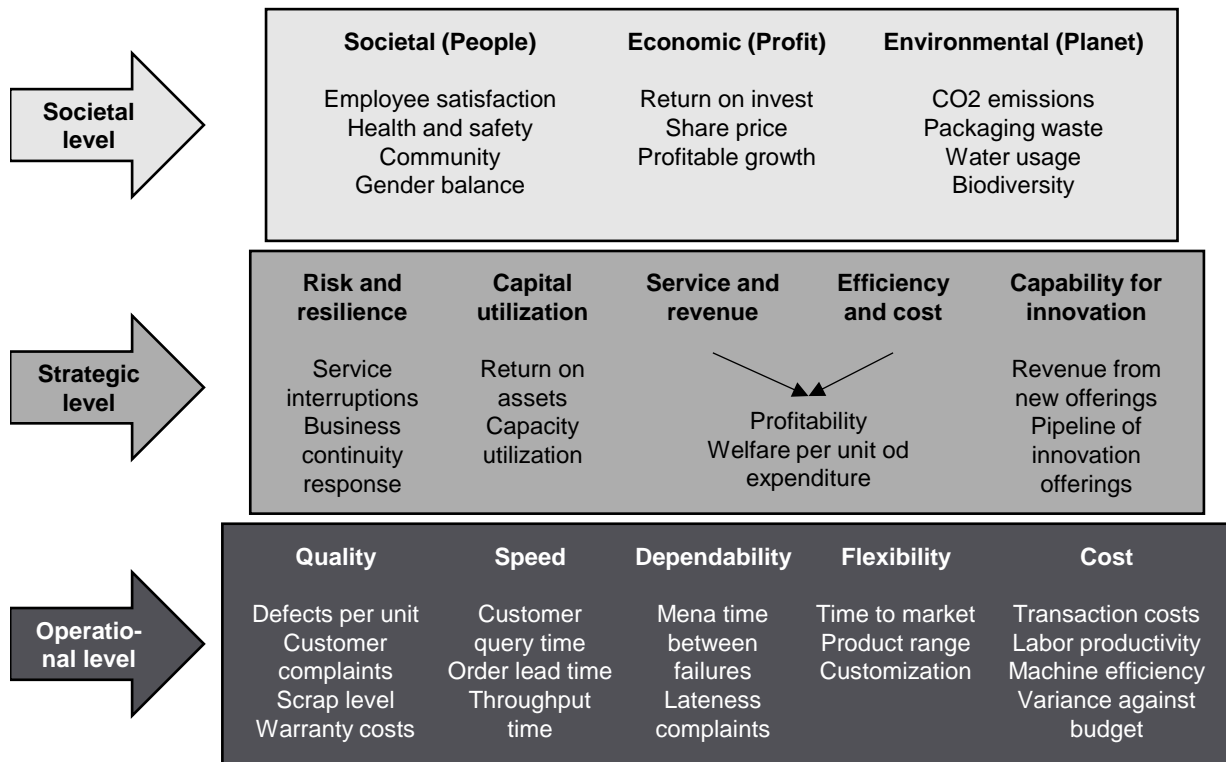 Societal level
Societal (People)
Employee satisfaction
Health and safety
Community
Gender balance
Economic (Profit)
Return on invest
Share price
Profitable growth
Environmental (Planet)
CO2 emissions
Packaging waste
Water usage
Biodiversity
Strategic
level
Risk and
resilience
Service
interruptions
Business
continuity
response
Capital
utilization
Return on
assets
Capacity
utilization
Service and
revenue
Efficiency
and cost
Profitability
Welfare per unit od
expenditure
Capability for
innovation
Revenue from
new offerings
Pipeline of
innovation
offerings
Operatio-
nal level
Quality
Defects per unit
Customer
complaints
Scrap level
Warranty costs
Speed
Customer
query time
Order lead time
Throughput
time
Dependability
Mena time
between
failures
Lateness
complaints
Flexibility
Time to market
Product range
Customization
Cost
Transaction costs
Labor productivity
Machine efficiency
Variance against
budget